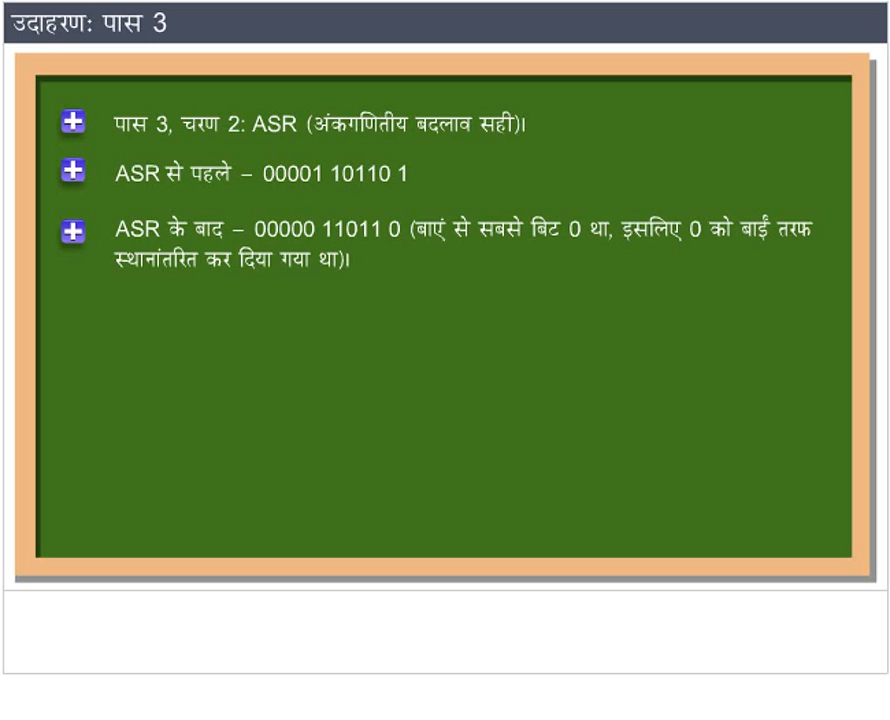 उदाहरण: पास 3
पास 3, चरण 2: ASR (अंकगणितीय बदलाव सही)।
ASR से पहले – 00001 10110 1
ASR के बाद – 00000 11011 0 (बाएं से सबसे बिट 0 था, इसलिए 0 को बाईं तरफ
स्थानांतरित कर दिया गया था)।